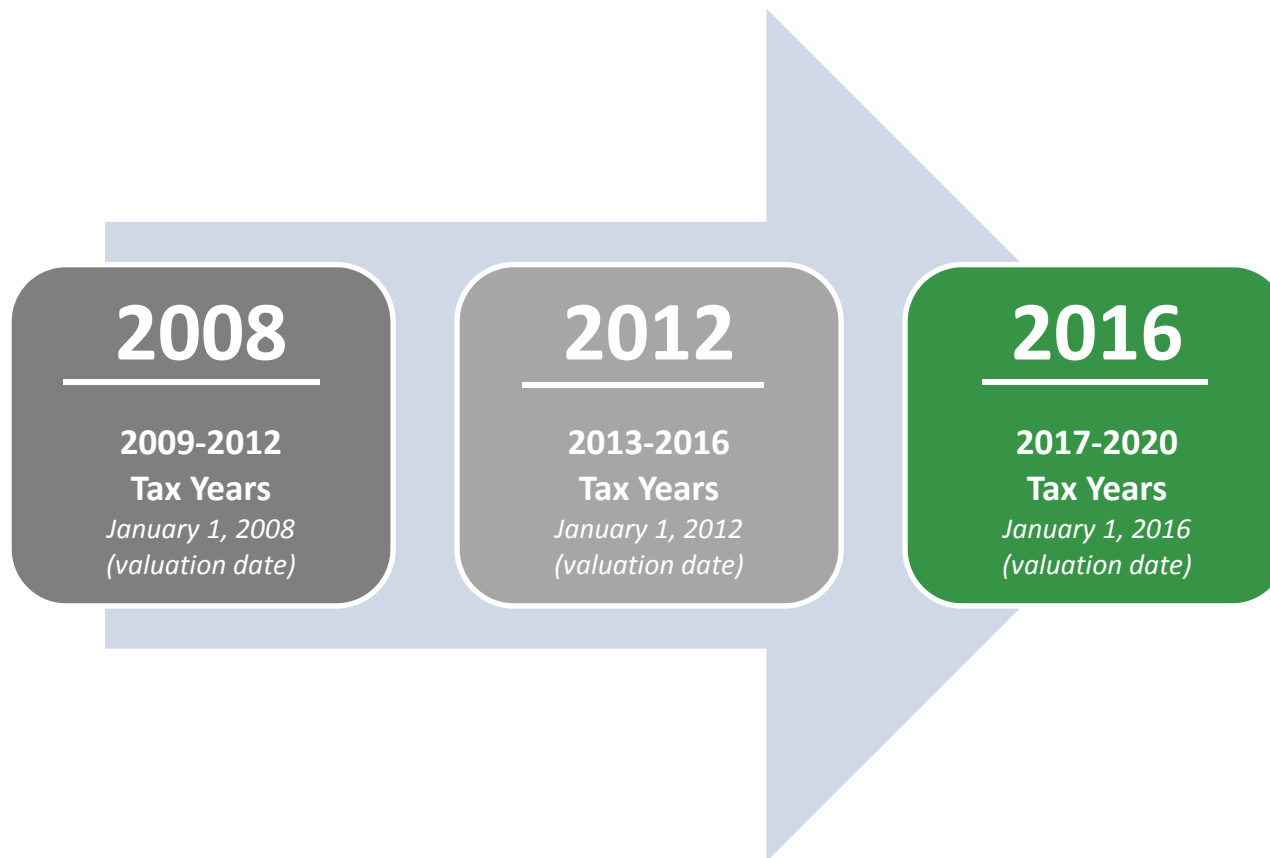 2008
2009-2012
Tax Years
January 1, 2008
(valuation date)
2012
2013-2016
Tax Years
January 1, 2012
(valuation date)
2016
2017-2020
Tax Years
January 1, 2016
(valuation date)